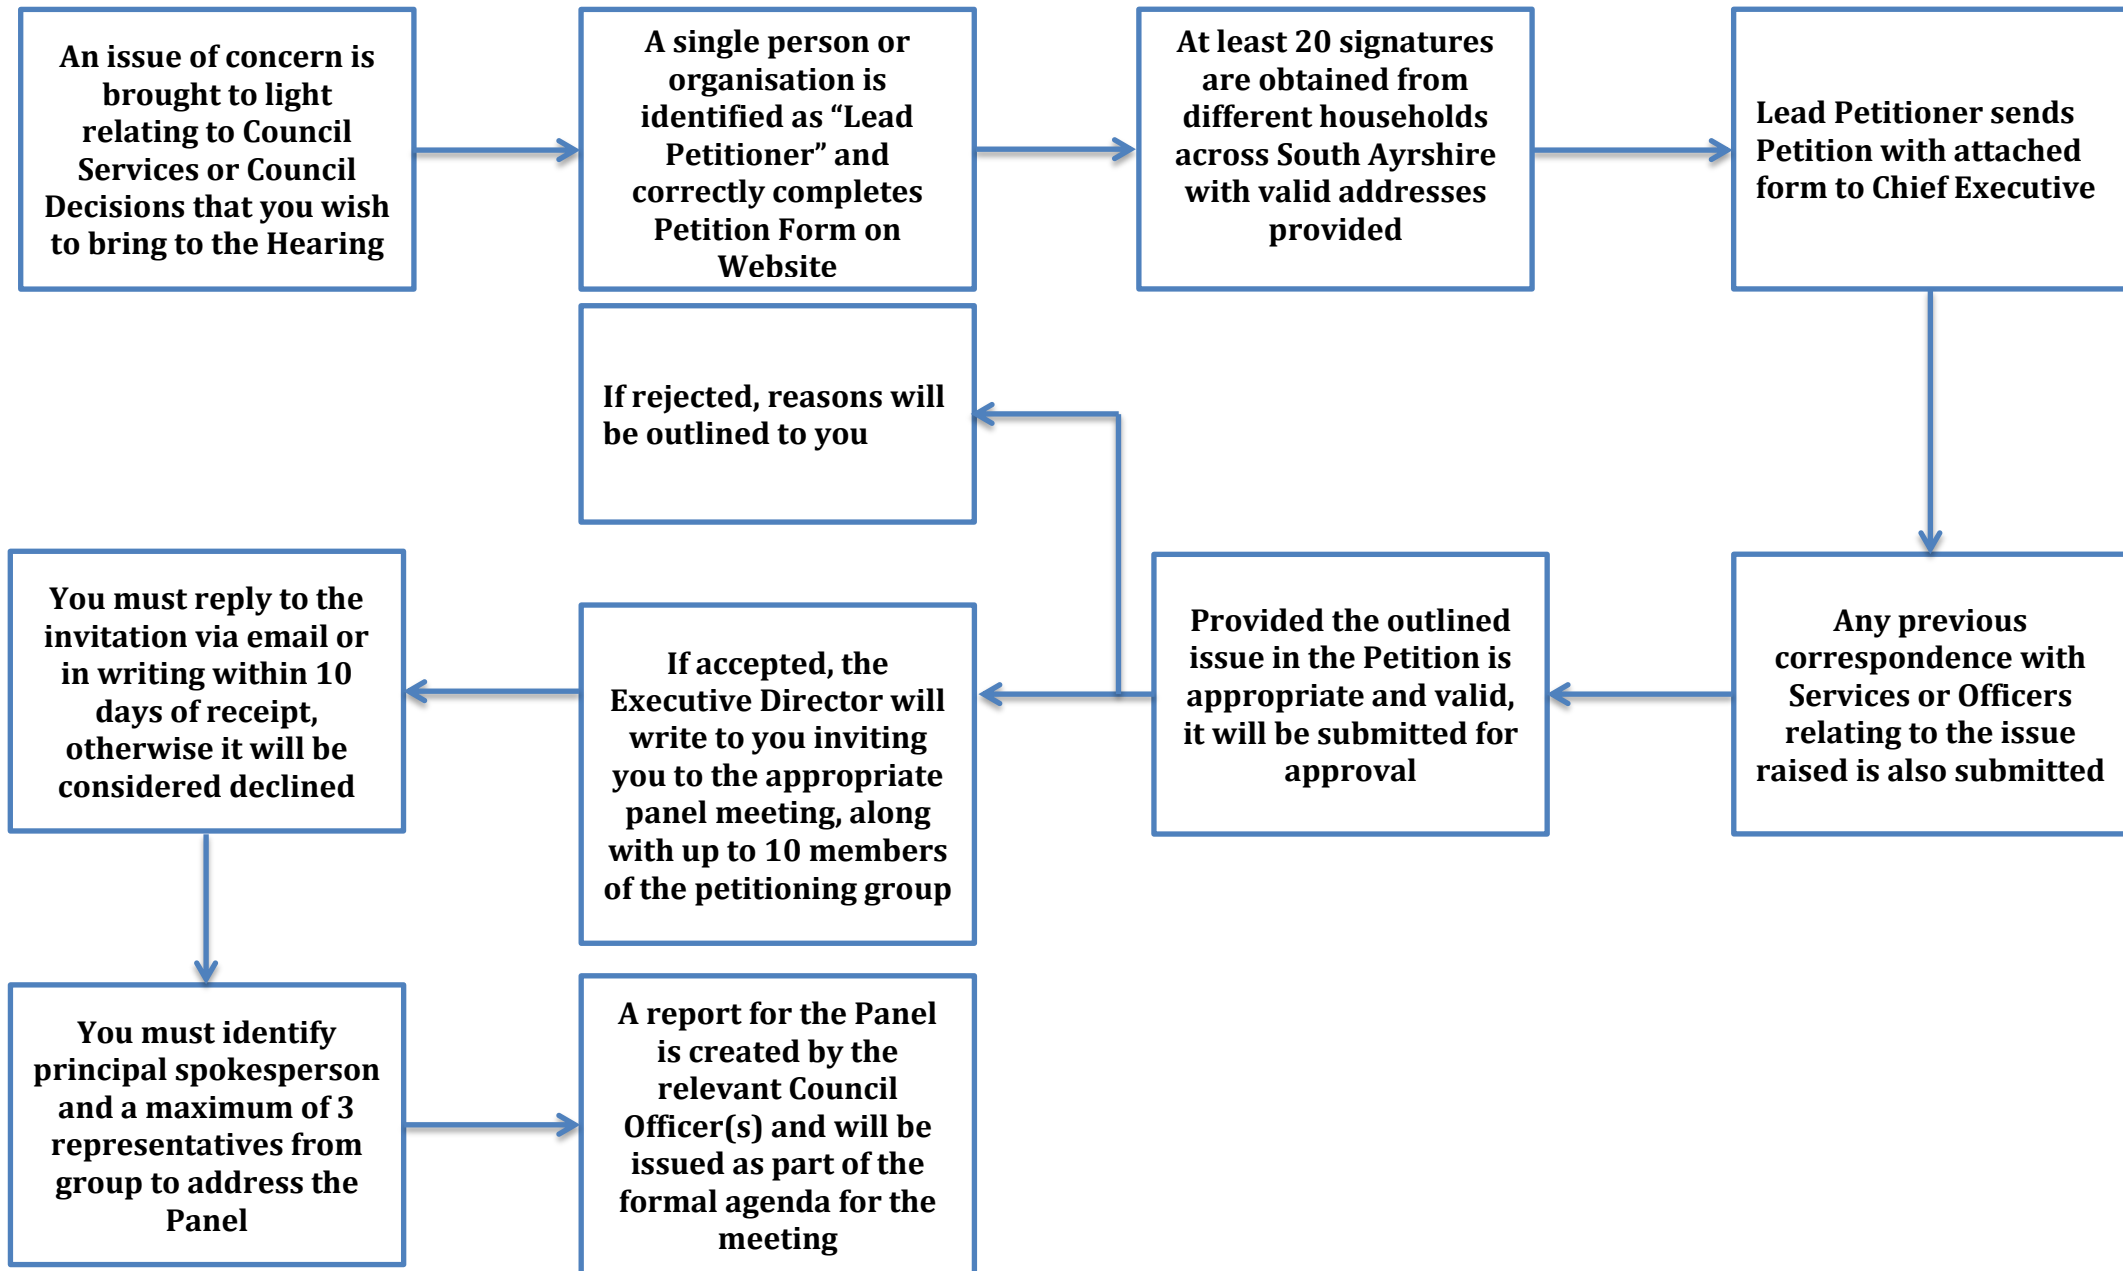 An issue of concern is
brought to light
relating to Council
Services or Council
Decisions that you wish
to bring to the Hearing
A single person or
organisation is
identified as “Lead
Petitioner” and
correctly completes
Petition Form on
Website
At least 20 signatures
are obtained from
different households
across South Ayrshire
with valid addresses
provided
Lead Petitioner sends
Petition with attached
form to Chief Executive
Any previous
correspondence with
Services or Officers
relating to the issue
raised is also submitted
Provided the outlined
issue in the Petition is
appropriate and valid,
it will be submitted for
approval
If rejected, reasons will
be outlined to you
If accepted, the
Executive Director will
write to you inviting
you to the appropriate
panel meeting, along
with up to 10 members
of the petitioning group
You must reply to the
invitation via email or
in writing within 10
days of receipt,
otherwise it will be
considered declined
You must identify
principal spokesperson
and a maximum of 3
representatives from
group to address the
Panel
A report for the Panel
is created by the
relevant Council
Officer(s) and will be
issued as part of the
formal agenda for the
meeting